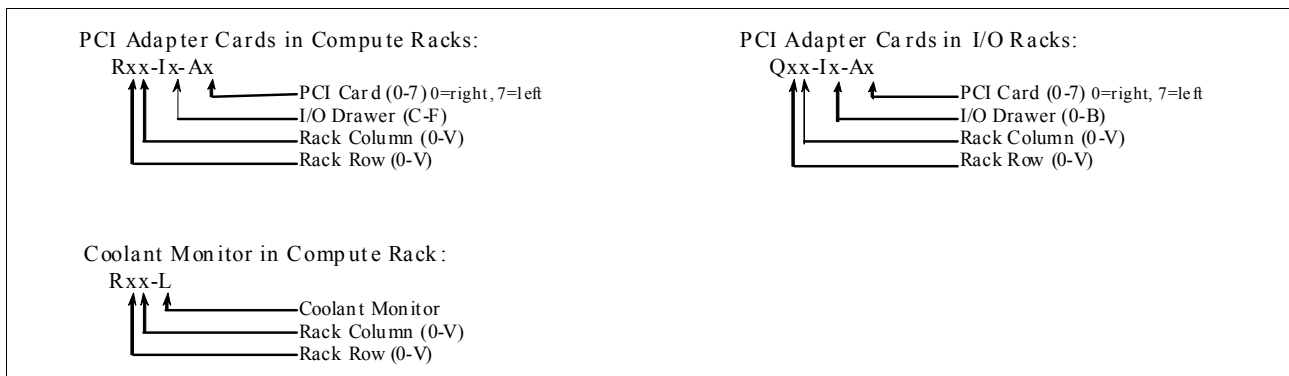 PCI Adapter Cards in Compute Racks:
Rxx-Ix-Ax
PCI Card (0-7) 0=right, 7=left
I/O Drawer (C-F)
Rack Column (0-V)
Rack Row (0-V)
PCI Adapter Cards in I/O Racks:
Qxx-Ix-Ax
PCI Card (0-7) 0=right, 7=left
I/O Drawer (0-B)
Rack Column (0-V)
Rack Row (0-V)
Coolant Monitor in Compute Rack:
Rxx-L
Coolant Monitor
Rack Column (0-V)
Rack Row (0-V)